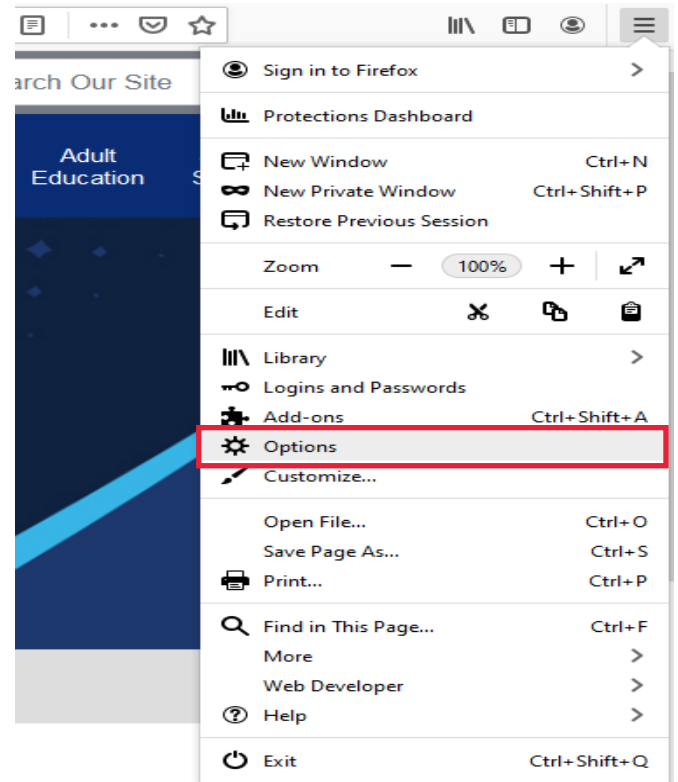 Sign in to Firefox
arch Our Site
Protections Dashboard
Adult
Education
New Window Ctrl+N
New Private Window Ctrl+Shift+P
Restore Previous Session
Zoom 100%
Edit
Library
Logins and Passwords
Add-ons Ctrl+Shift+A
Options
Customize...
Open File... Ctrl+O
Save Page As... Ctrl+S
Print... Ctrl+P
Find in This Page... Ctrl+F
More
Web Developer
Help
Exit Ctrl+Shift+Q